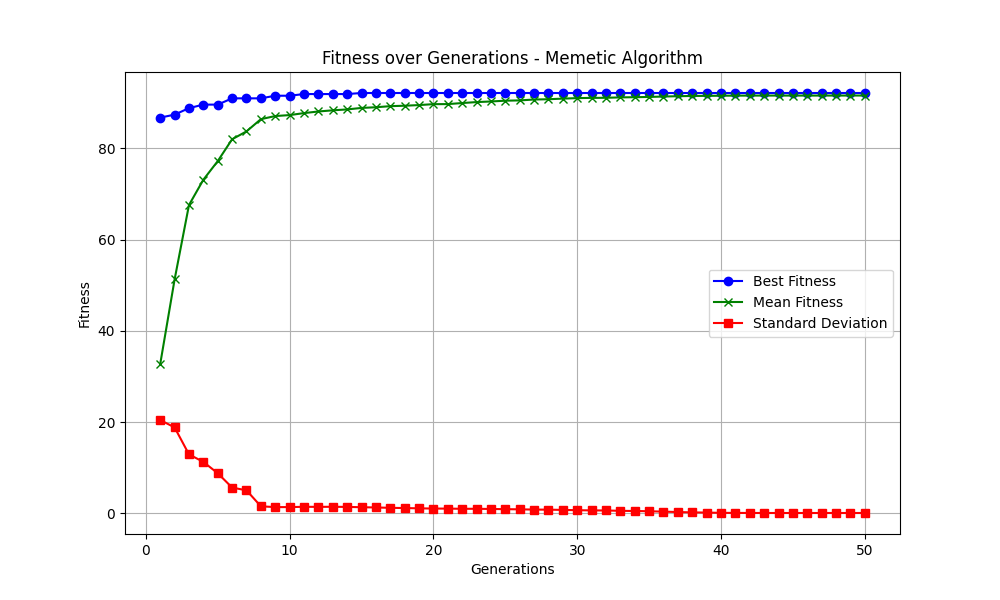 Fitness over Generations - Memetic Algorithm
Fitness
80
60
40
20
0
Best Fitness
Mean Fitness
Standard Deviation
0 10 20 30 40 50
Generations